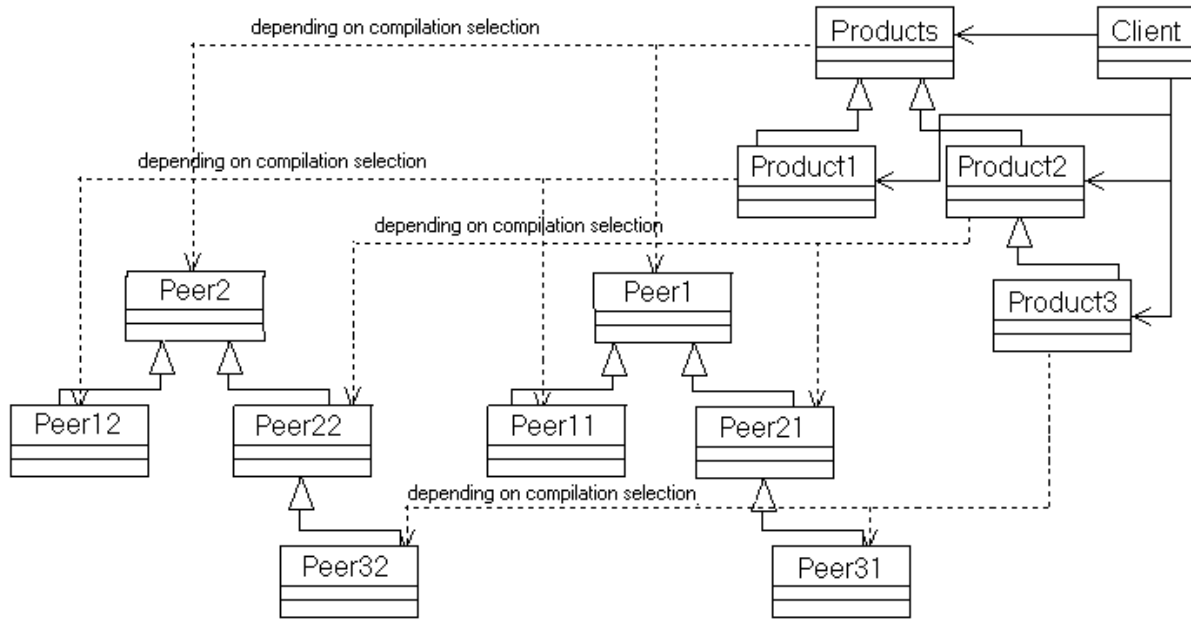 depending on compilation selection
Products
Client
depending on compilation selection
Product1
Product2
depending on compilation selection
Peer2
Peer1
Product3
Peer12
Peer22
Peer11
Peer21
depending on compilation selection
Peer32
Peer31